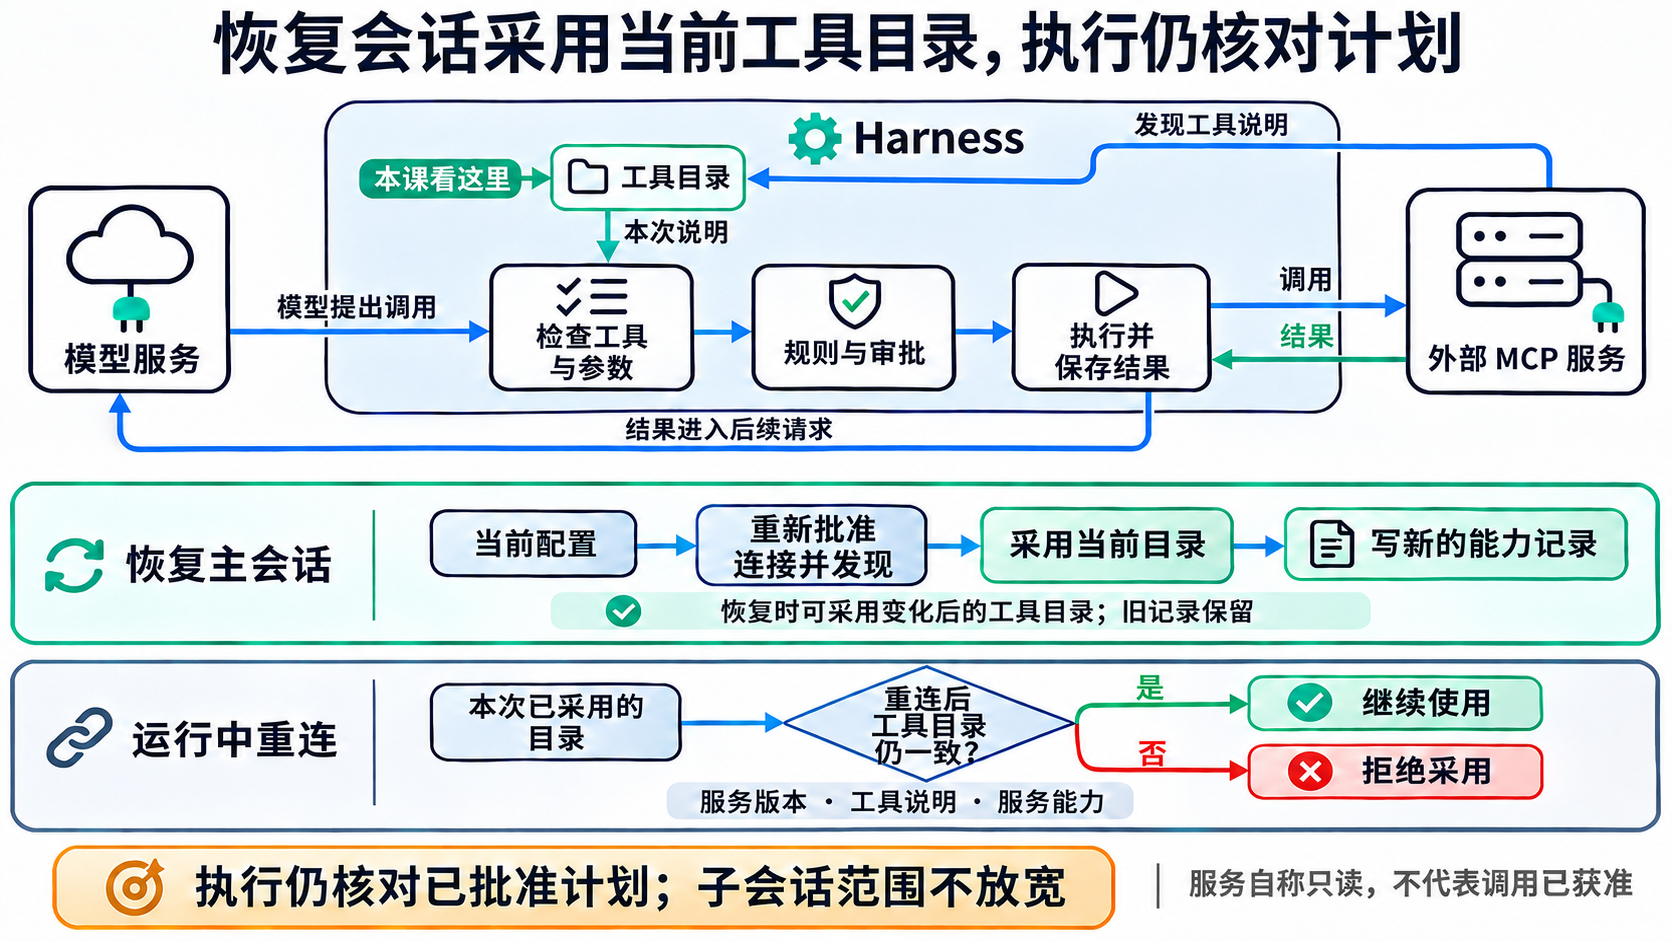 恢复会话采用当前工具目录，执行仍核对计划
Harness
发现工具说明
本课看这里
工具目录
本次说明
模型服务
模型提出调用
检查工具
与参数
规则与审批
执行并
保存结果
调用
结果
外部 MCP 服务
结果进入后续请求
恢复主会话
当前配置
重新批准
连接并发现
采用当前目录
写新的能力记录
恢复时可采用变化后的工具目录；旧记录保留
运行中重连
本次已采用的
目录
重连后
工具目录
仍一致？
是
继续使用
否
拒绝采用
服务版本 · 工具说明 · 服务能力
执行仍核对已批准计划；子会话范围不放宽
服务自称只读，不代表调用已获准